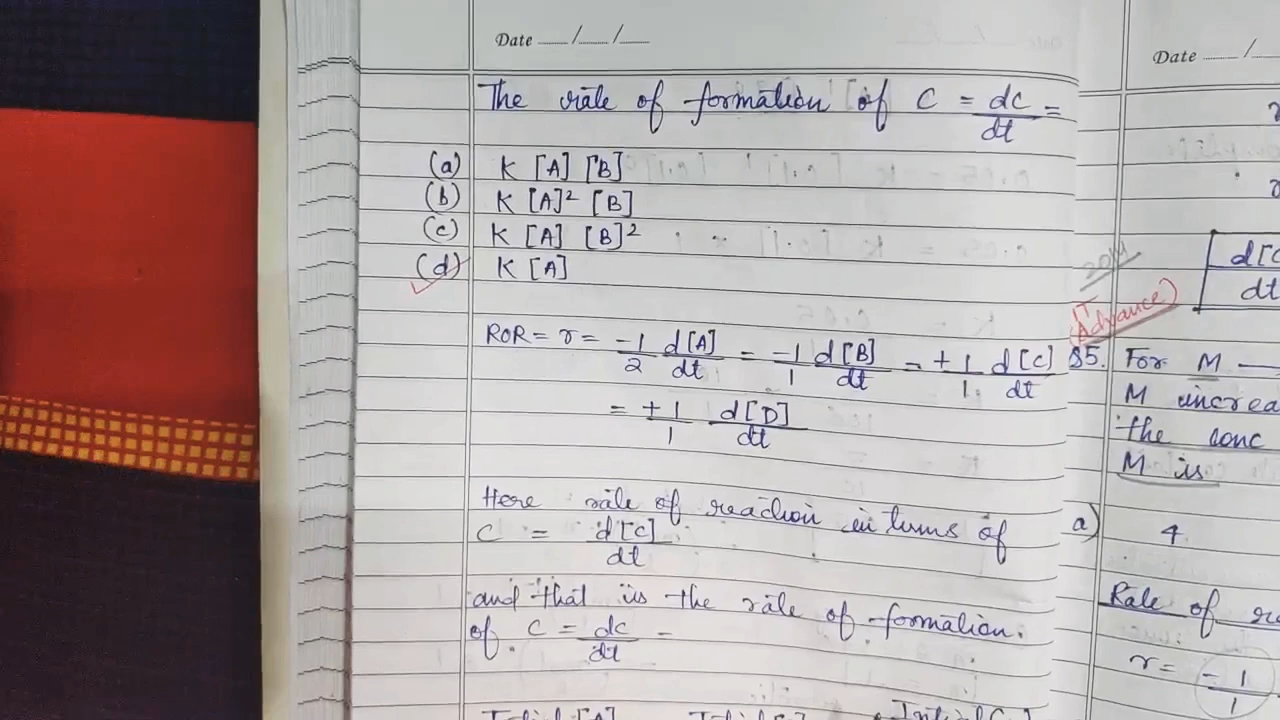 Date ...../...../.....
The rate of formation of C = dc/dt =
(a) K [A] [B]
(b) K [A]² [B]
(c) K [A] [B]²
(d) K [A]
ROR = r = -1/2 d[A]/dt = -1/1 d[B]/dt = +1/1 d[C]/dt
= +1/1 d[D]/dt
Here rate of reaction in terms of
C = d[C]/dt
and that is the rate of formation.
of. C = dc/dt =
Date ...../
d[C
dt
(J Advance)
35. For M —
M increa
the conc
M is
a) 4
Rate of re
r = -1/1